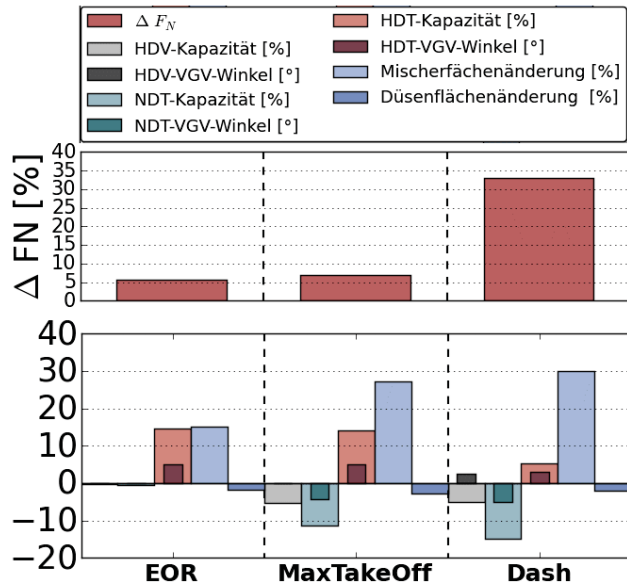 Δ F_N
HDV-Kapazität [%]
HDV-VGV-Winkel [°]
NDT-Kapazität [%]
NDT-VGV-Winkel [°]
HDT-Kapazität [%]
HDT-VGV-Winkel [°]
Mischerfächenänderung [%]
Düsenflächenänderung [%]
Δ FN [%]
40
35
30
25
20
15
10
5
0
40
30
20
10
0
−10
−20
EOR MaxTakeOff Dash